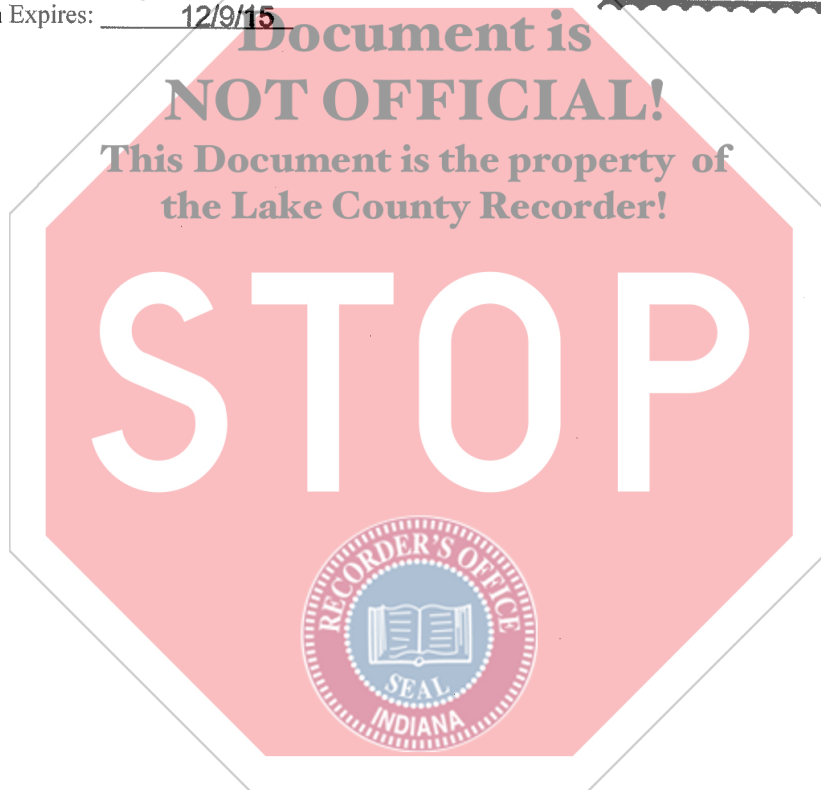 Expires: 12/9/15
Document is
NOT OFFICIAL!
This Document is the property of
the Lake County Recorder!
STOP
RECORDER'S OFFICE
SEAL
INDIANA